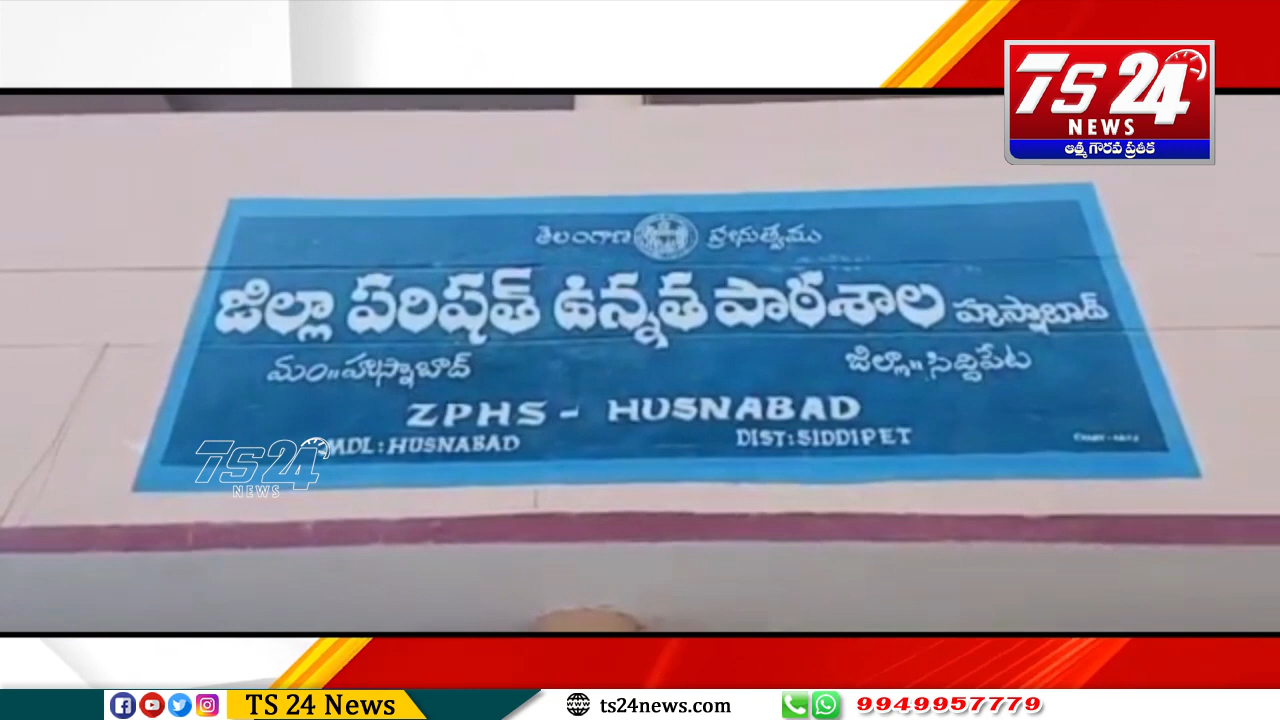 TS 24
NEWS
ఆత్మ గౌరవ ప్రతీక
తెలంగాణ ప్రభుత్వము
జిల్లా పరిషత్ ఉన్నత పాఠశాల హుస్నాబాద్
మం॥హుస్నాబాద్ జిల్లా॥సిద్దిపేట
ZPHS - HUSNABAD
MDL: HUSNABAD DIST: SIDDIPET
TS 24
NEWS
TS 24 News ts24news.com 9949957779